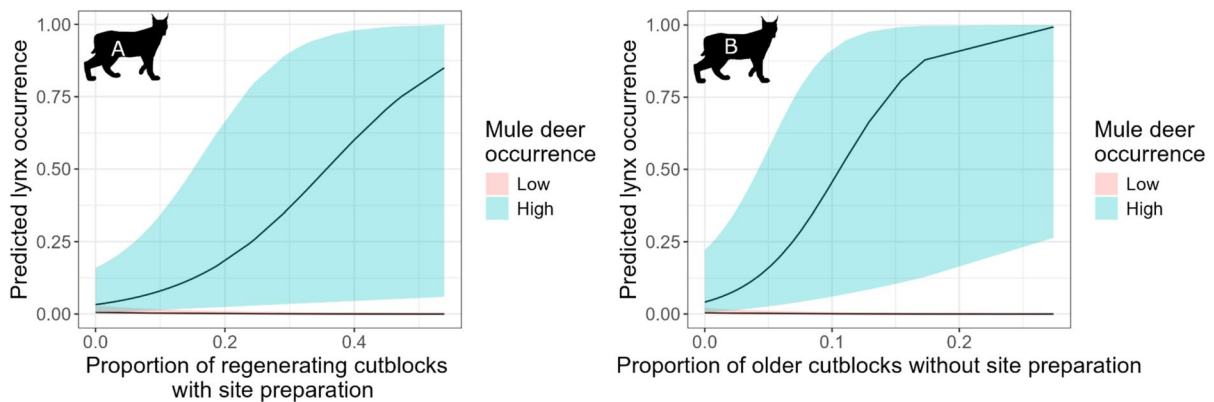 A
Predicted lynx occurrence
1.00
0.75
0.50
0.25
0.00
0.0
0.2
0.4
Proportion of regenerating cutblocks
with site preparation
Mule deer
occurrence
Low
High
B
Predicted lynx occurrence
1.00
0.75
0.50
0.25
0.00
0.0
0.1
0.2
Proportion of older cutblocks without site preparation
Mule deer
occurrence
Low
High